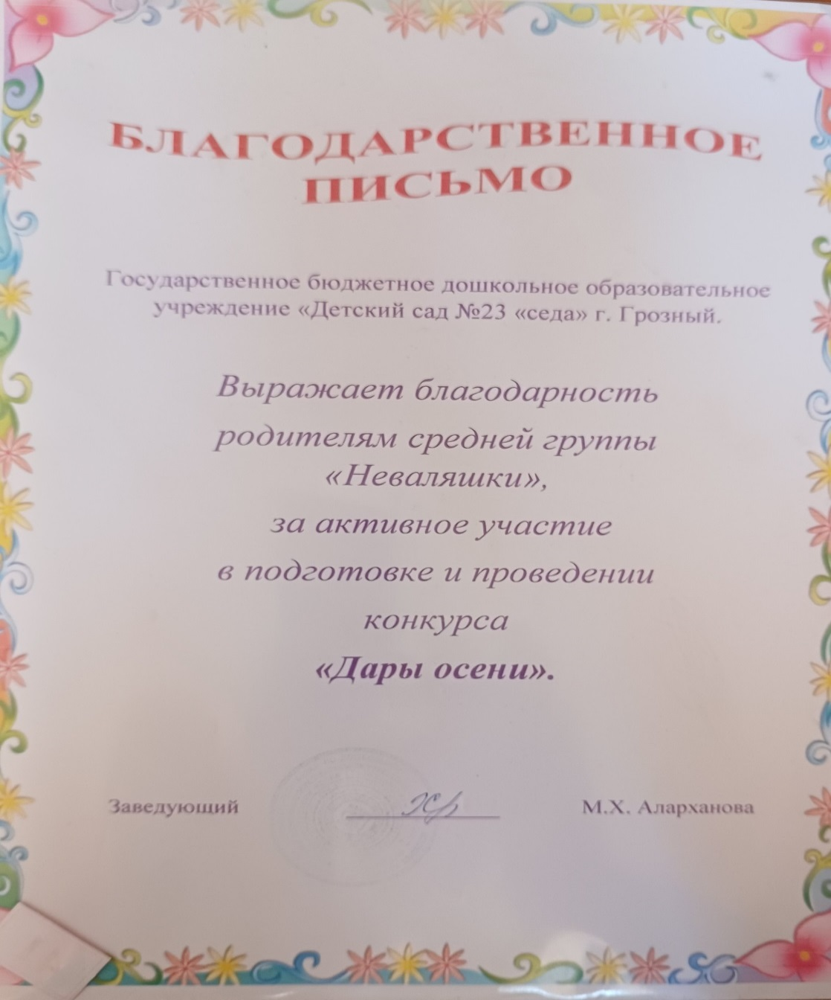 БЛАГОДАРСТВЕННОЕ
ПИСЬМО
Государственное бюджетное дошкольное образовательное
учреждение «Детский сад №23 «седа» г. Грозный.
Выражает благодарность
родителям средней группы
«Неваляшки»,
за активное участие
в подготовке и проведении
конкурса
«Дары осени».
Заведующий М.Х. Аларханова